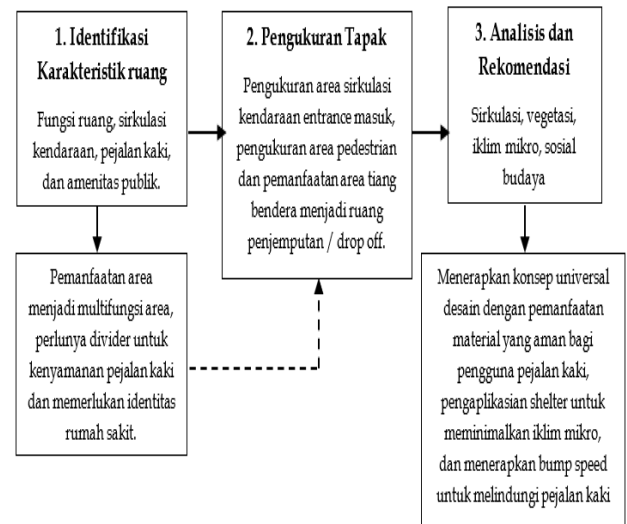 1. Identifikasi
Karakteristik ruang
Fungsi ruang, sirkulasi
kendaraan, pejalan kaki,
dan amenitas publik.
Pemanfaatan area
menjadi multifungsi area,
perlunya divider untuk
kenyamanan pejalan kaki
dan memerlukan identitas
rumah sakit.
2. Pengukuran Tapak
Pengukuran area sirkulasi
kendaraan entrance masuk,
pengukuran area pedestrian
dan pemanfaatan area tiang
bendera menjadi ruang
penjemputan / drop off.
3. Analisis dan
Rekomendasi
Sirkulasi, vegetasi,
iklim mikro, sosial
budaya
Menerapkan konsep universal
desain dengan pemanfaatan
material yang aman bagi
pengguna pejalan kaki,
pengaplikasian shelter untuk
meminimalkan iklim mikro,
dan menerapkan bump speed
untuk melindungi pejalan kaki